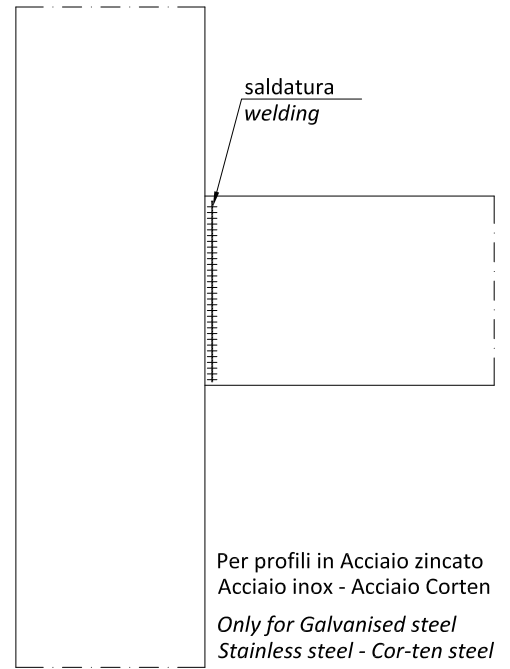 saldatura
welding
Per profili in Acciaio zincato
Acciaio inox - Acciaio Corten
Only for Galvanised steel
Stainless steel - Cor-ten steel